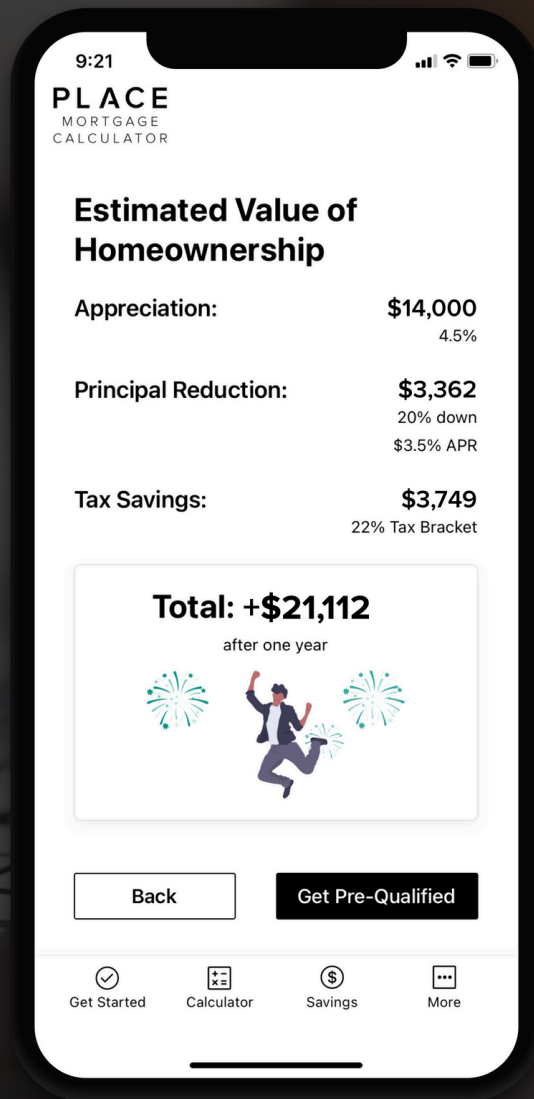 9:21
PLACE
MORTGAGE
CALCULATOR
Estimated Value of
Homeownership
Appreciation: $14,000
4.5%
Principal Reduction: $3,362
20% down
$3.5% APR
Tax Savings: $3,749
22% Tax Bracket
Total: +$21,112
after one year
Back Get Pre-Qualified
Get Started Calculator Savings More